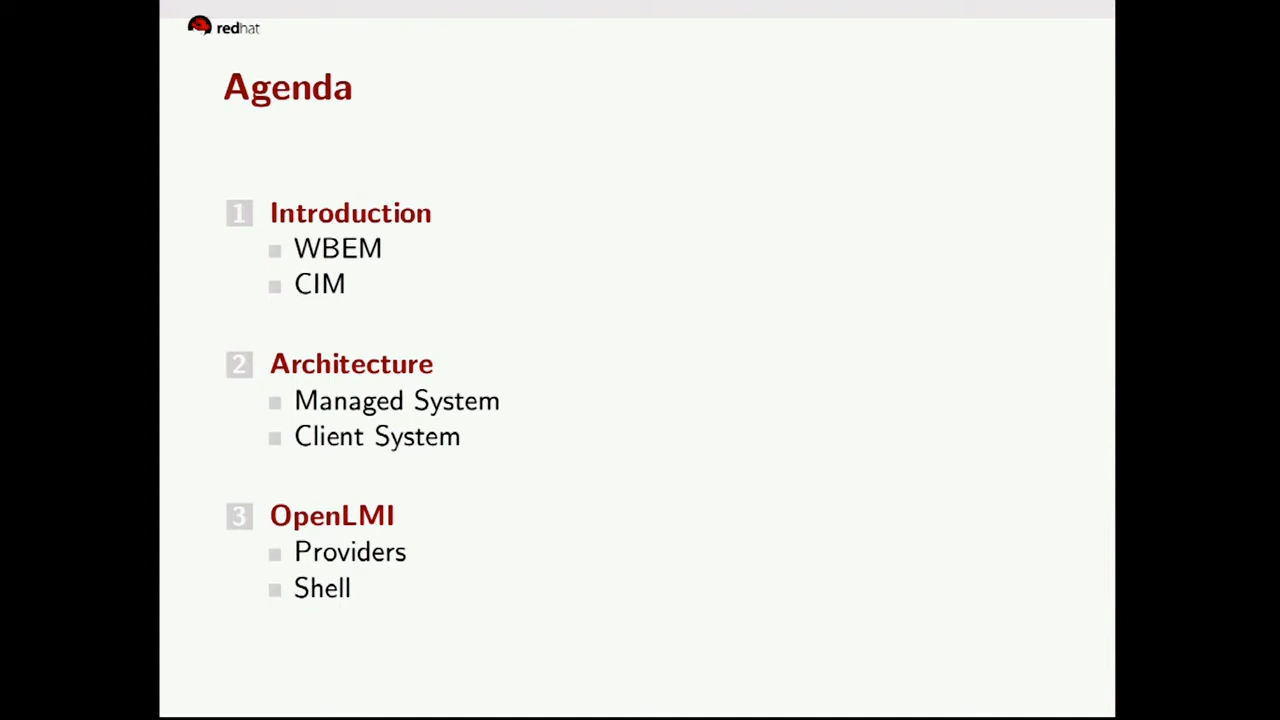 redhat
Agenda
1 Introduction
WBEM
CIM
2 Architecture
Managed System
Client System
3 OpenLMI
Providers
Shell